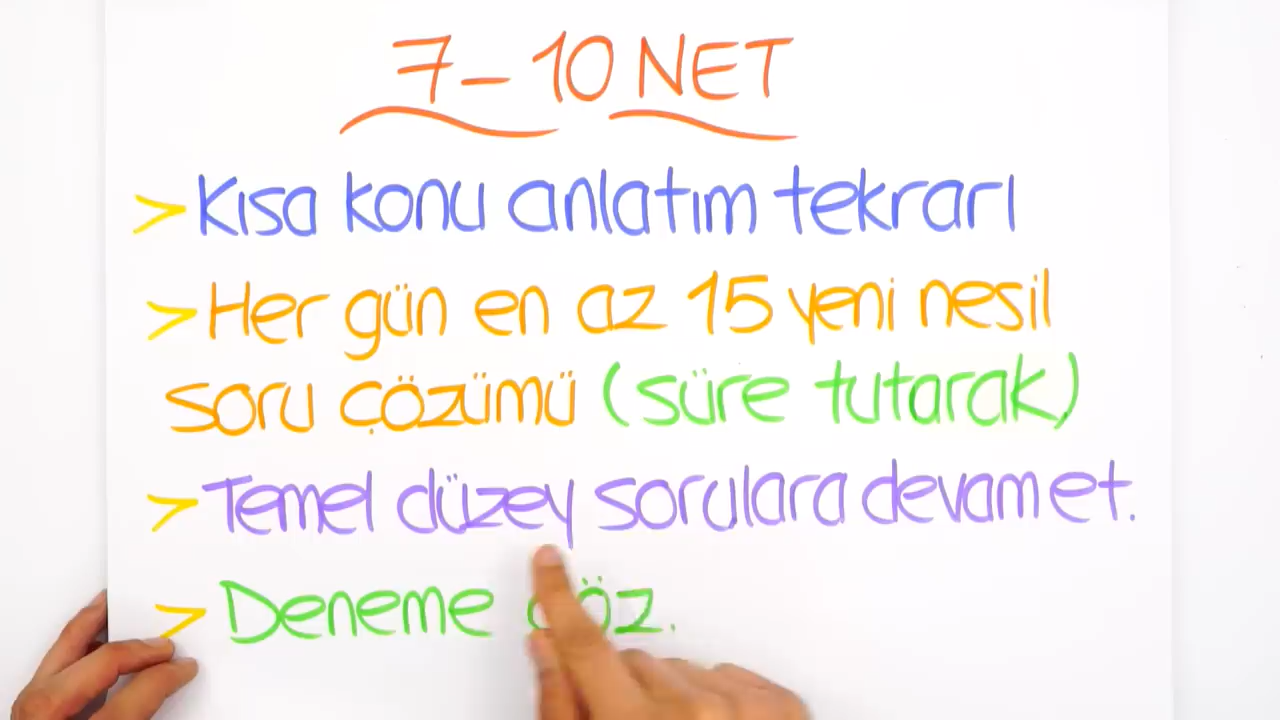 7-10 NET
> Kısa konu anlatım tekrarı
> Her gün en az 15 yeni nesil
soru çözümü (süre tutarak)
> Temel düzey sorulara devam et.
> Deneme çöz.